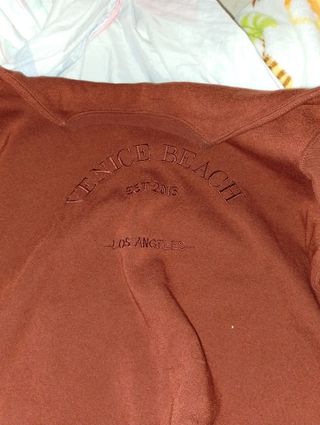 VENICE BEACH
EST 2016
LOS ANGELES